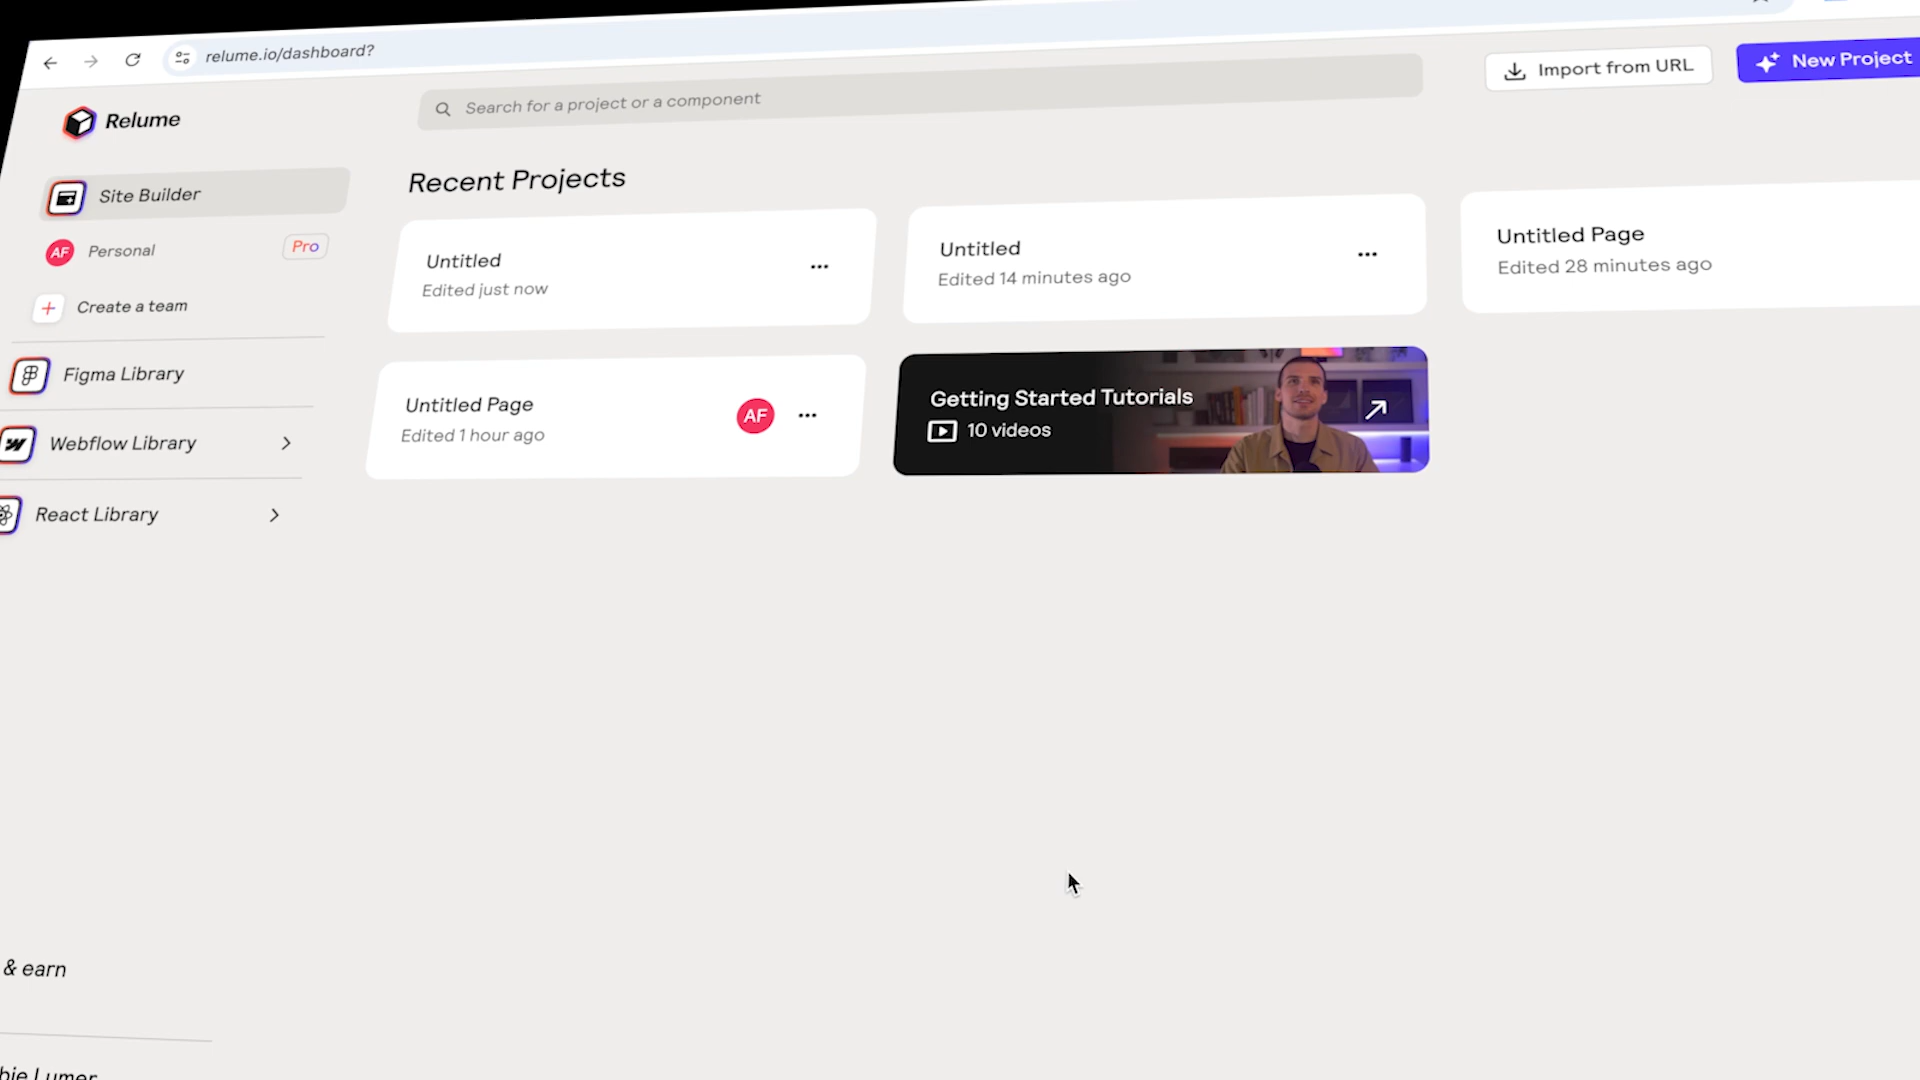 relume.io/dashboard?
Relume
Search for a project or a component
Import from URL
New Project
Site Builder
AF
Personal
Pro
Create a team
Figma Library
Webflow Library
React Library
& earn
Recent Projects
Untitled
Edited just now
Untitled
Edited 14 minutes ago
Untitled Page
Edited 28 minutes ago
Untitled Page
Edited 1 hour ago
AF
Getting Started Tutorials
10 videos